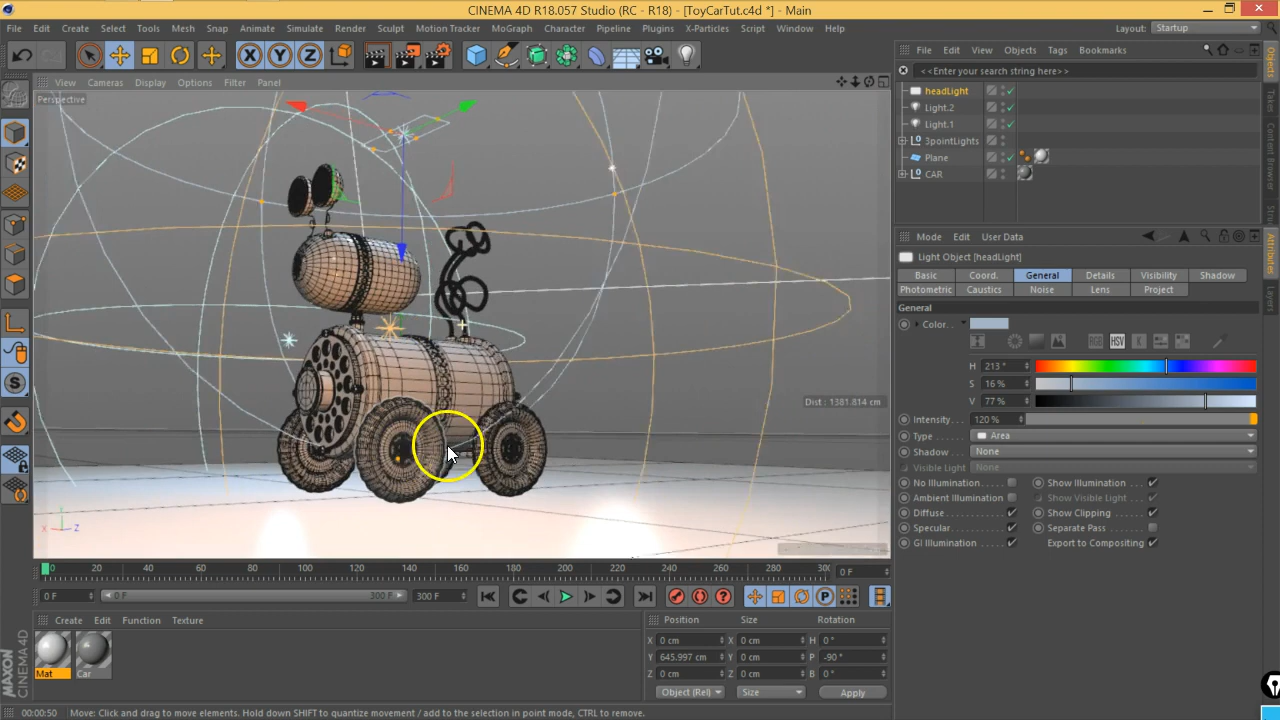 CINEMA 4D R18.057 Studio (RC - R18) - [ToyCarTut.c4d *] - Main
File Edit Create Select Tools Mesh Snap Animate Simulate Render Sculpt Motion Tracker MoGraph Character Pipeline Plugins X-Particles Script Window Help
Layout: Startup
X Y Z
File Edit View Objects Tags Bookmarks
<<Enter your search string here>>
View Cameras Display Options Filter Panel
Perspective
headLight
Light.2
Light.1
3pointLights
Plane
CAR
Objects
Takes
Content Browser
Mode Edit User Data
Light Object [headLight]
Basic Coord. General Details Visibility Shadow
Photometric Caustics Noise Lens Project
Attributes
Layers
General
Color
RGB HSV K
H 213 °
S 16 %
V 77 %
Dist : 1381.814 cm
Intensity 120 %
Type Area
Shadow None
Visible Light None
No Illumination Show Illumination
Ambient Illumination Show Visible Light
Diffuse Show Clipping
Specular Separate Pass
GI Illumination Export to Compositing
X Z
0 20 40 60 80 100 120 140 160 180 200 220 240 260 280 300
0 F
0 F 0 F 300 F 300 F
P
Create Edit Function Texture
Mat Car
Position Size Rotation
X 0 cm X 0 cm H 0 °
Y 645.997 cm Y 0 cm P -90 °
Z 0 cm Z 0 cm B 0 °
Object (Rel) Size Apply
MAXON
CINEMA 4D
00:00:50 Move: Click and drag to move elements. Hold down SHIFT to quantize movement / add to the selection in point mode, CTRL to remove.